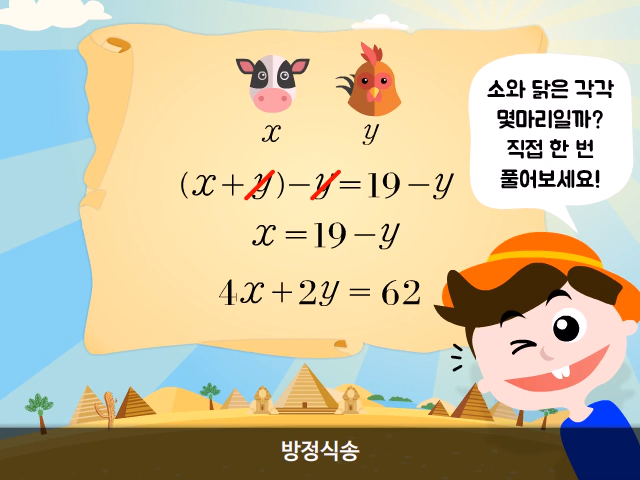 소와 닭은 각각
몇마리일까?
직접 한 번
풀어보세요!
x y
(x+y)-y=19-y
x=19-y
4x+2y=62
방정식송